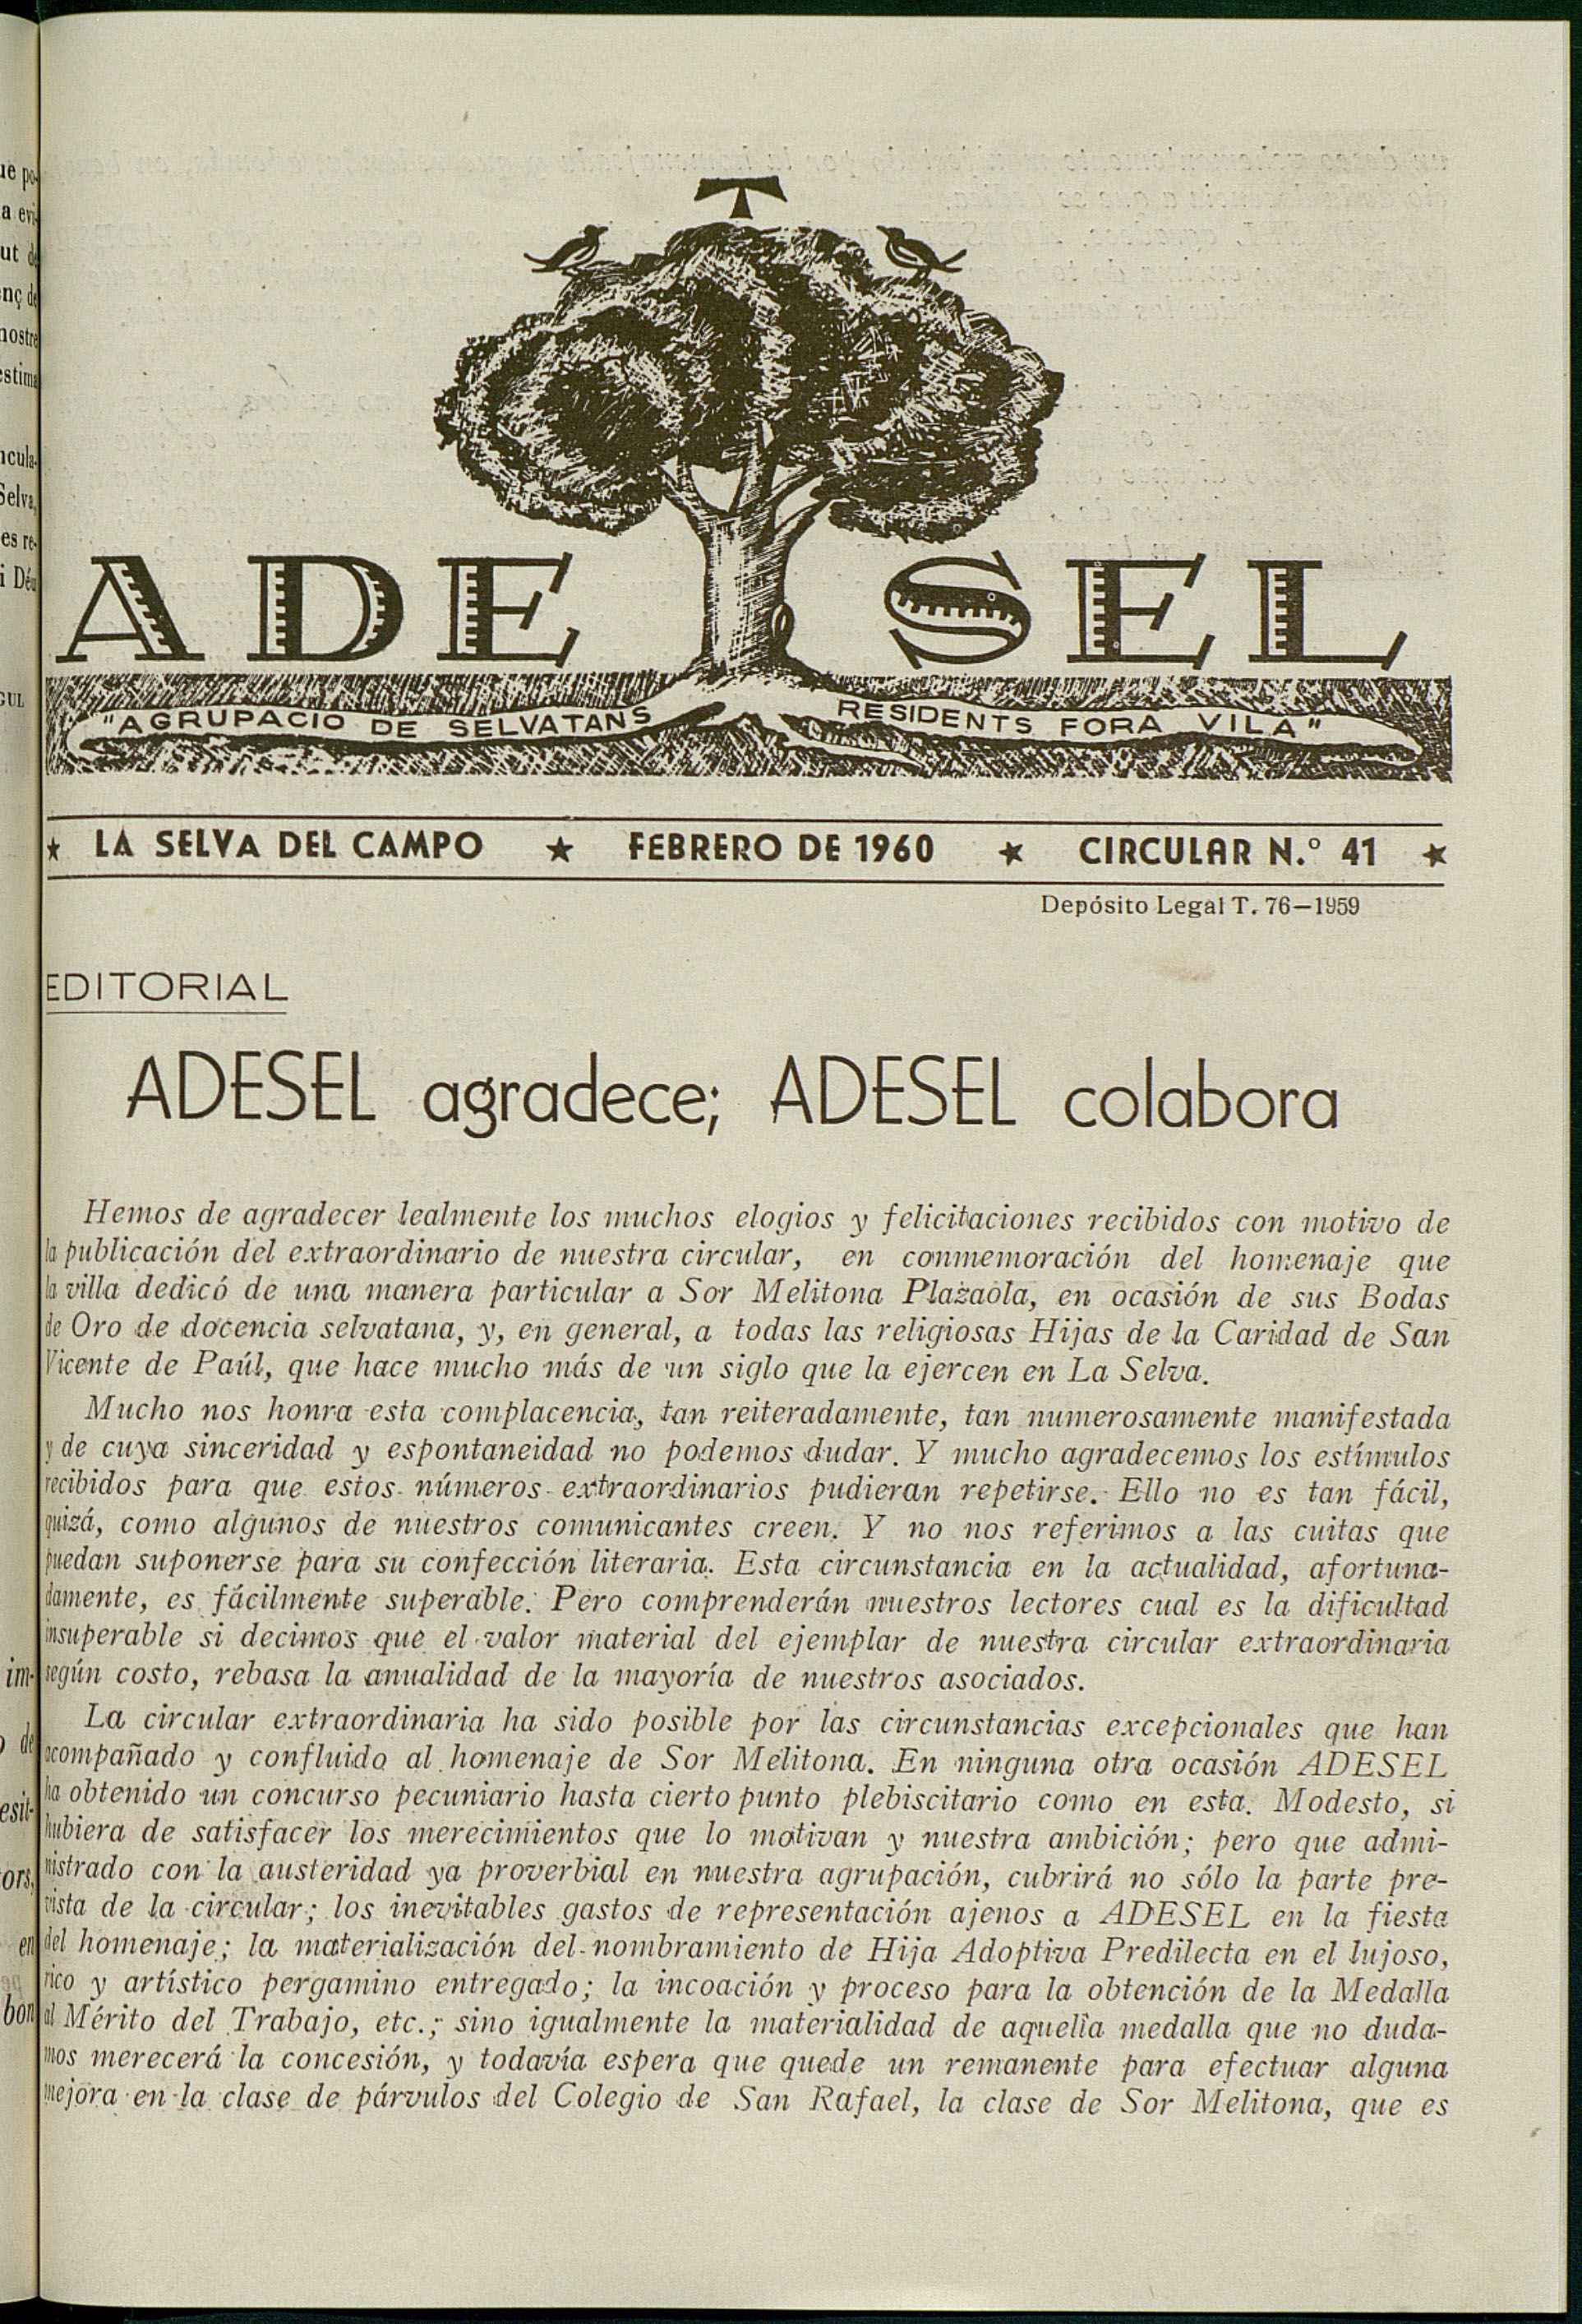 ADESEL
"AGRUPACIO DE SELVATANS RESIDENTS FORA VILA"
★ LA SELVA DEL CAMPO ★ FEBRERO DE 1960 ★ CIRCULAR N.° 41 ★
Depósito Legal T. 76—1959
EDITORIAL
ADESEL agradece; ADESEL colabora
Hemos de agradecer lealmente los muchos elogios y felicitaciones recibidos con motivo de
la publicación del extraordinario de nuestra circular, en conmemoración del homenaje que
la villa dedicó de una manera particular a Sor Melitona Plazaola, en ocasión de sus Bodas
de Oro de docencia selvatana, y, en general, a todas las religiosas Hijas de la Caridad de San
Vicente de Paúl, que hace mucho más de un siglo que la ejercen en La Selva.
Mucho nos honra esta complacencia, tan reiteradamente, tan numerosamente manifestada
y de cuya sinceridad y espontaneidad no podemos dudar. Y mucho agradecemos los estímulos
recibidos para que estos números extraordinarios pudieran repetirse. Ello no es tan fácil,
quizá, como algunos de nuestros comunicantes creen. Y no nos referimos a las cuitas que
puedan suponerse para su confección literaria. Esta circunstancia en la actualidad, afortuna-
damente, es fácilmente superable. Pero comprenderán nuestros lectores cual es la dificultad
insuperable si decimos que el valor material del ejemplar de nuestra circular extraordinaria
según costo, rebasa la anualidad de la mayoría de nuestros asociados.
La circular extraordinaria ha sido posible por las circunstancias excepcionales que han
acompañado y confluido al homenaje de Sor Melitona. En ninguna otra ocasión ADESEL
ha obtenido un concurso pecuniario hasta cierto punto plebiscitario como en esta. Modesto, si
hubiera de satisfacer los merecimientos que lo motivan y nuestra ambición; pero que admi-
nistrado con la austeridad ya proverbial en nuestra agrupación, cubrirá no sólo la parte pre-
vista de la circular; los inevitables gastos de representación ajenos a ADESEL en la fiesta
del homenaje; la materialización del nombramiento de Hija Adoptiva Predilecta en el lujoso,
rico y artístico pergamino entregado; la incoación y proceso para la obtención de la Medalla
al Mérito del Trabajo, etc.; sino igualmente la materialidad de aquella medalla que no duda-
mos merecerá la concesión, y todavía espera que quede un remanente para efectuar alguna
mejora en la clase de párvulos del Colegio de San Rafael, la clase de Sor Melitona, que es